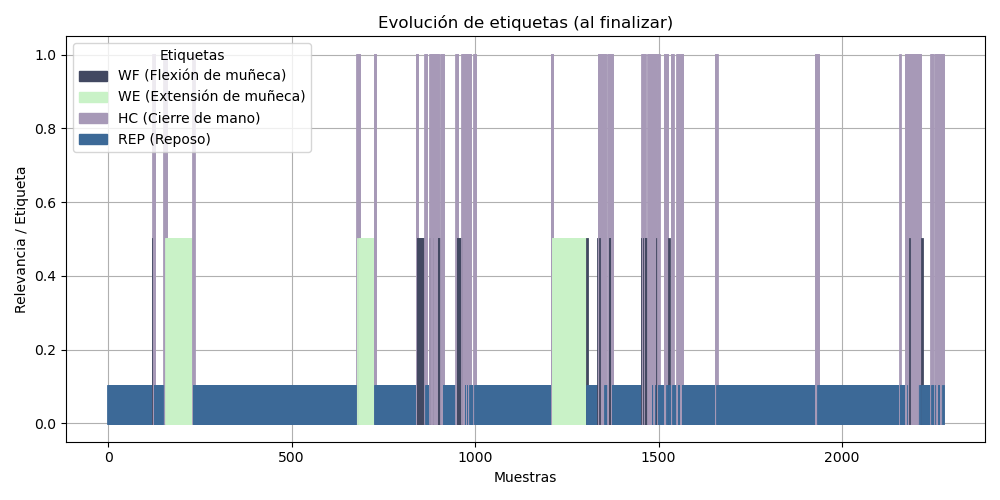 Evolución de etiquetas (al finalizar)
Etiquetas
WF (Flexión de muñeca)
WE (Extensión de muñeca)
HC (Cierre de mano)
REP (Reposo)
Relevancia / Etiqueta
1.0
0.8
0.6
0.4
0.2
0.0
0 500 1000 1500 2000
Muestras